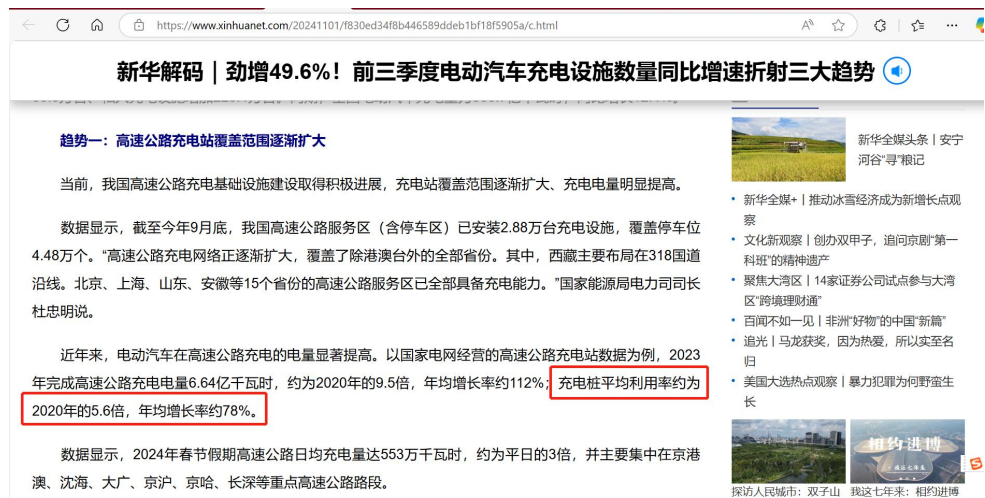 https://www.xinhuanet.com/20241101/f830ed34f8b446589ddeb1bf18f5905a/c.html
新华解码｜劲增49.6%！前三季度电动汽车充电设施数量同比增速折射三大趋势
趋势一：高速公路充电站覆盖范围逐渐扩大
当前，我国高速公路充电基础设施建设取得积极进展，充电站覆盖范围逐渐扩大、充电电量明显提高。
数据显示，截至今年9月底，我国高速公路服务区（含停车区）已安装2.88万台充电设施，覆盖停车位
4.48万个。“高速公路充电网络正逐渐扩大，覆盖了除港澳台外的全部省份。其中，西藏主要布局在318国道
沿线。北京、上海、山东、安徽等15个省份的高速公路服务区已全部具备充电能力。”国家能源局电力司司长
杜忠明说。
近年来，电动汽车在高速公路充电的电量显著提高。以国家电网经营的高速公路充电站数据为例，2023
年完成高速公路充电电量6.64亿千瓦时，约为2020年的9.5倍，年均增长率约112%；充电桩平均利用率约为
2020年的5.6倍，年均增长率约78%。
数据显示，2024年春节假期高速公路日均充电量达553万千瓦时，约为平日的3倍，并主要集中在京港
澳、沈海、大广、京沪、京哈、长深等重点高速公路路段。
新华全媒头条丨安宁
河谷“寻”粮记
新华全媒+丨推动冰雪经济成为新增长点观
察
文化新观察丨创办双甲子，追问京剧“第一
科班”的精神遗产
聚焦大湾区丨14家证券公司试点参与大湾
区“跨境理财通”
百闻不如一见丨非洲“好物”的中国“新篇”
追光丨马龙获奖，因为热爱，所以实至名
归
美国大选热点观察丨暴力犯罪为何野蛮生
长
相约进博
我这七年来
探访人民城市：双子山
我这七年来：相约进博